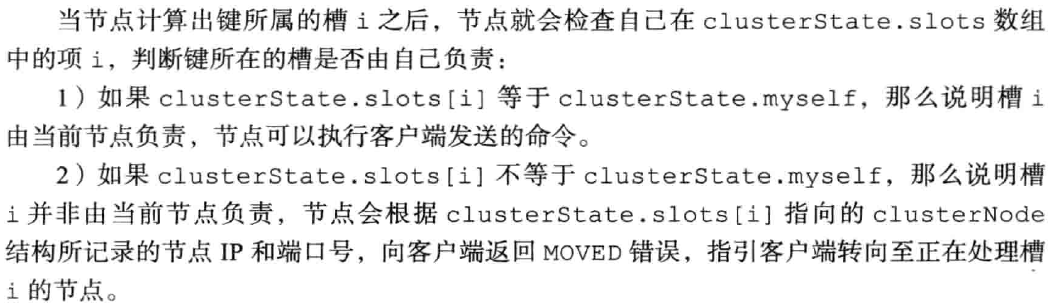 当节点计算出键所属的槽 i 之后，节点就会检查自己在 clusterState.slots 数组
中的项 i，判断键所在的槽是否由自己负责：
1）如果 clusterState.slots[i] 等于 clusterState.myself，那么说明槽 i
由当前节点负责，节点可以执行客户端发送的命令。
2）如果 clusterState.slots[i] 不等于 clusterState.myself，那么说明槽
i 并非由当前节点负责，节点会根据 clusterState.slots[i] 指向的 clusterNode
结构所记录的节点 IP 和端口号，向客户端返回 MOVED 错误，指引客户端转向至正在处理槽
i 的节点。